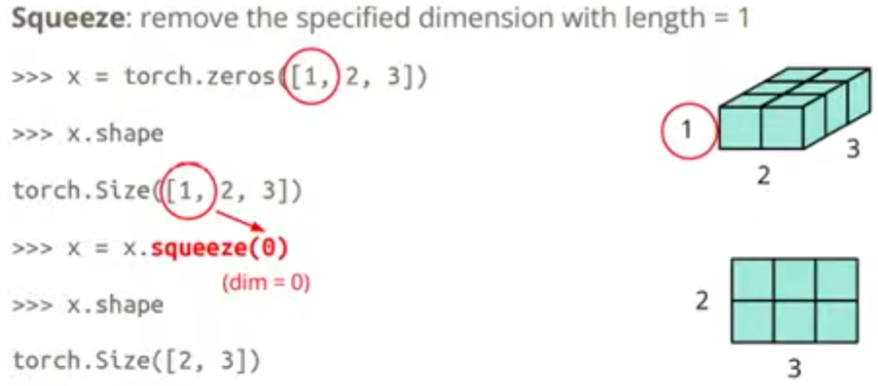 Squeeze: remove the specified dimension with length = 1
>>> x = torch.zeros([1, 2, 3])
>>> x.shape
torch.Size([1, 2, 3])
>>> x = x.squeeze(0)
(dim = 0)
>>> x.shape
torch.Size([2, 3])
1
2
3
2
3